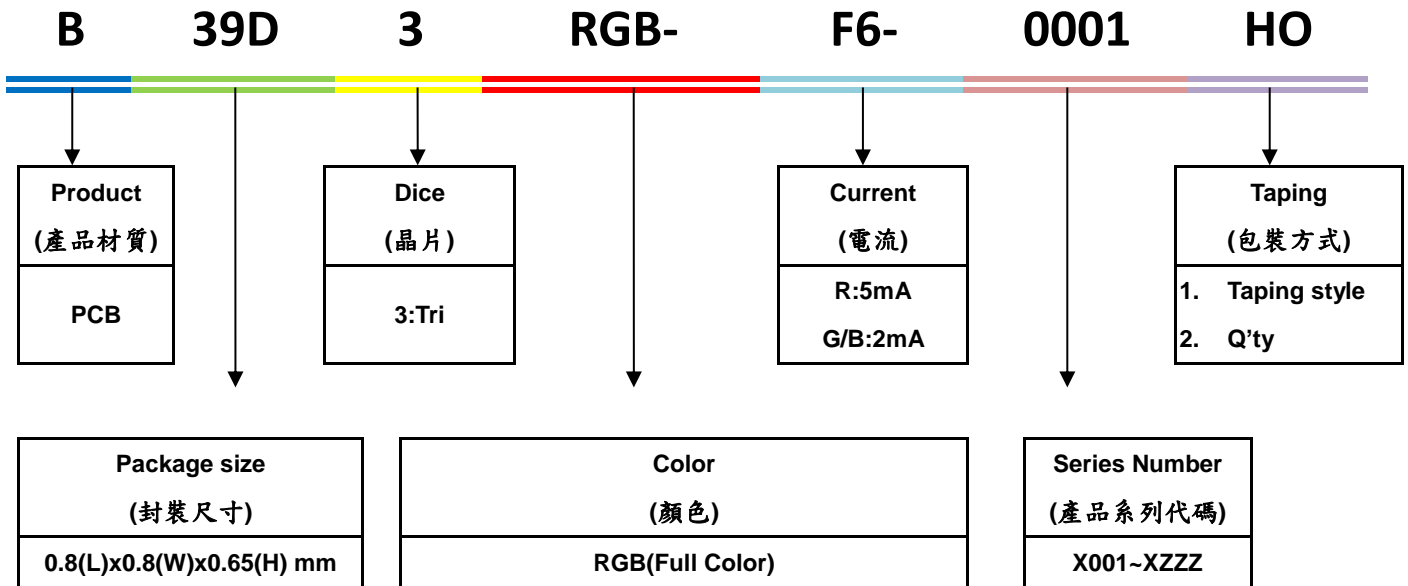 B 39D 3 RGB- F6- 0001 HO
Product
(產品材質)
PCB
Dice
(晶片)
3:Tri
Current
(電流)
R:5mA
G/B:2mA
Taping
(包裝方式)
1. Taping style
2. Q'ty
Package size
(封裝尺寸)
0.8(L)x0.8(W)x0.65(H) mm
Color
(顏色)
RGB(Full Color)
Series Number
(產品系列代碼)
X001~XZZZ